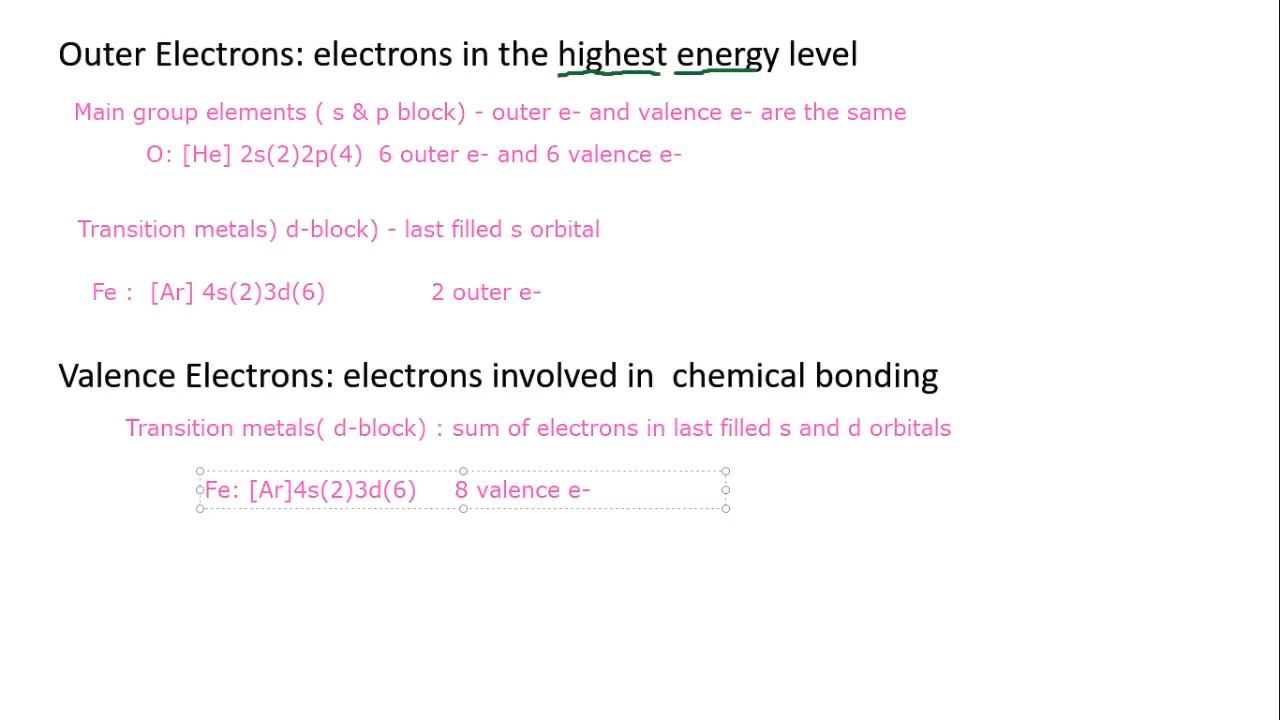 Outer Electrons: electrons in the highest energy level
Main group elements ( s & p block) - outer e- and valence e- are the same
O: [He] 2s(2)2p(4)  6 outer e- and 6 valence e-
Transition metals) d-block) - last filled s orbital
Fe :  [Ar] 4s(2)3d(6)    2 outer e-
Valence Electrons: electrons involved in  chemical bonding
Transition metals( d-block) : sum of electrons in last filled s and d orbitals
Fe: [Ar]4s(2)3d(6)    8 valence e-